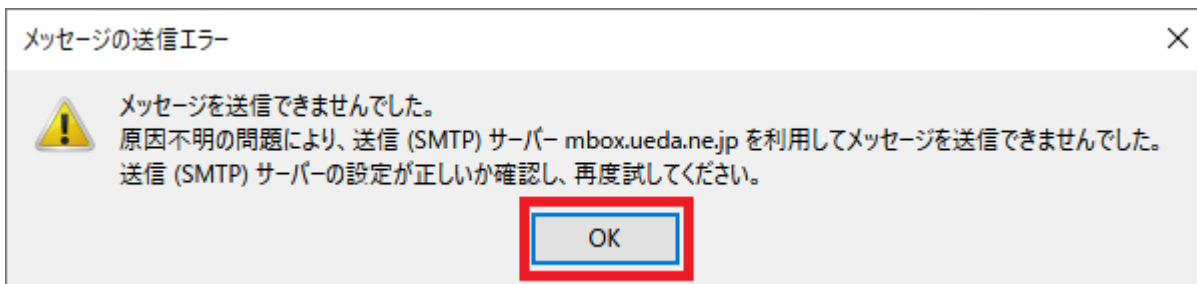 メッセージの送信エラー
メッセージを送信できませんでした。
原因不明の問題により、送信 (SMTP) サーバー mbox.ueda.ne.jp を利用してメッセージを送信できませんでした。
送信 (SMTP) サーバーの設定が正しいか確認し、再度試してください。
OK